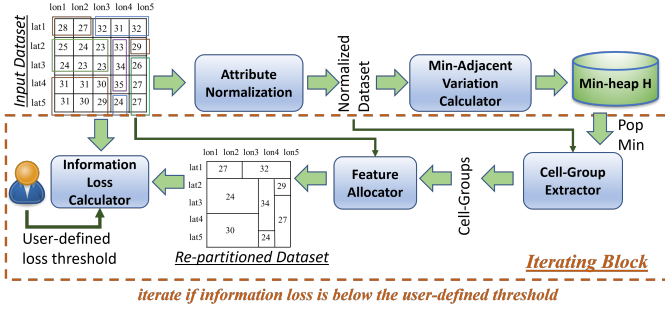 lon1 lon2 lon3 lon4 lon5
lat1 28 27 32 31 32
lat2 25 24 23 33 29
lat3 24 23 23 34 26
lat4 31 31 30 35 27
lat5 31 30 29 24 27
Input Dataset
Attribute
Normalization
Normalized
Dataset
Min-Adjacent
Variation
Calculator
Min-heap H
Pop
Min
Cell-Group
Extractor
Cell-Groups
Feature
Allocator
lon1 lon2 lon3 lon4 lon5
lat1 27 32
lat2 29
lat3 24 34
lat4 27
lat5 30 24
Re-partitioned Dataset
Information
Loss
Calculator
User-defined
loss threshold
Iterating Block
iterate if information loss is below the user-defined threshold